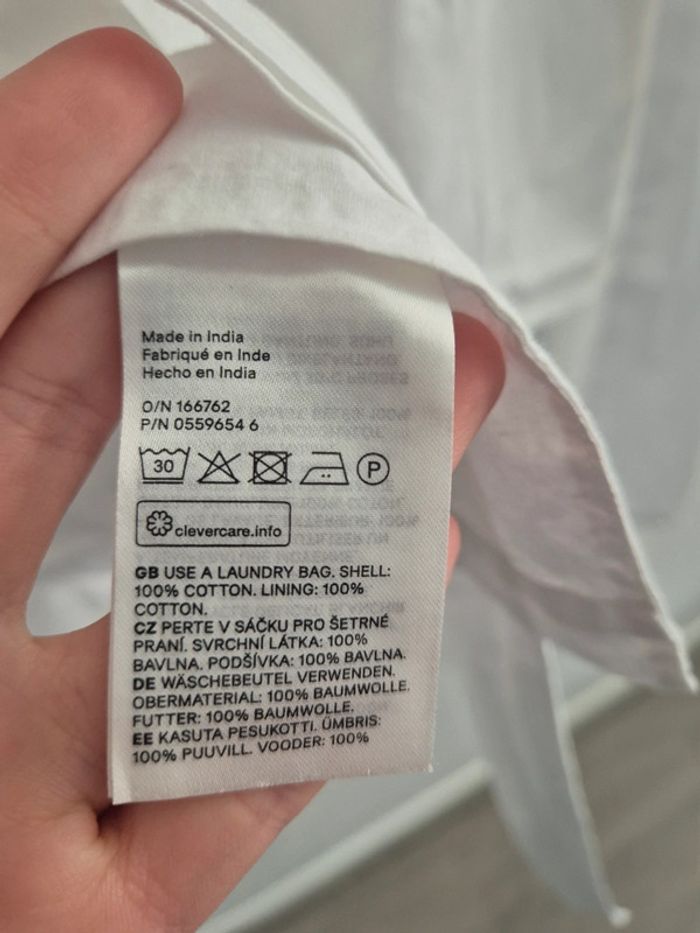 Made in India
Fabriqué en Inde
Hecho en India
O/N 166762
P/N 0559654 6
30 P
clevercare.info
GB USE A LAUNDRY BAG. SHELL:
100% COTTON. LINING: 100%
COTTON.
CZ PERTE V SÁČKU PRO ŠETRNÉ
PRANÍ. SVRCHNÍ LÁTKA: 100%
BAVLNA. PODŠÍVKA: 100% BAVLNA.
DE WÄSCHEBEUTEL VERWENDEN.
OBERMATERIAL: 100% BAUMWOLLE.
FUTTER: 100% BAUMWOLLE.
EE KASUTA PESUKOTTI. ÜMBRIS:
100% PUUVILL. VOODER: 100%